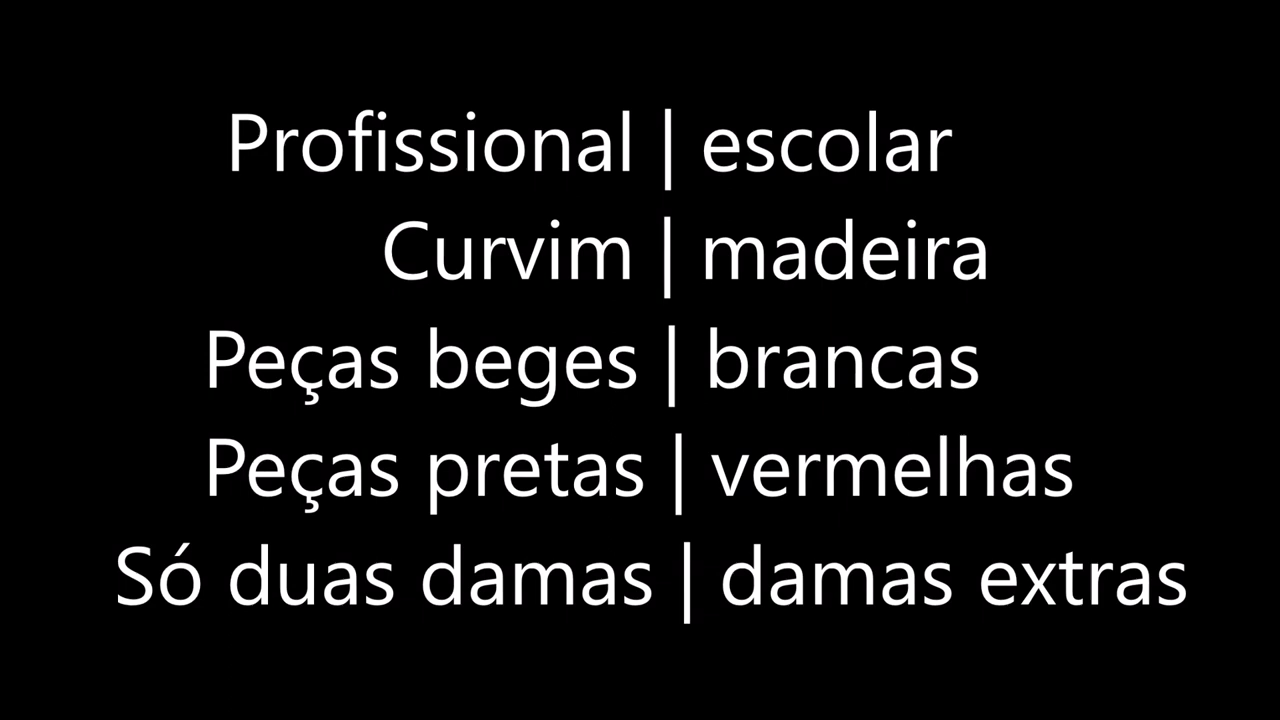 Profissional | escolar
Curvim | madeira
Peças beges | brancas
Peças pretas | vermelhas
Só duas damas | damas extras